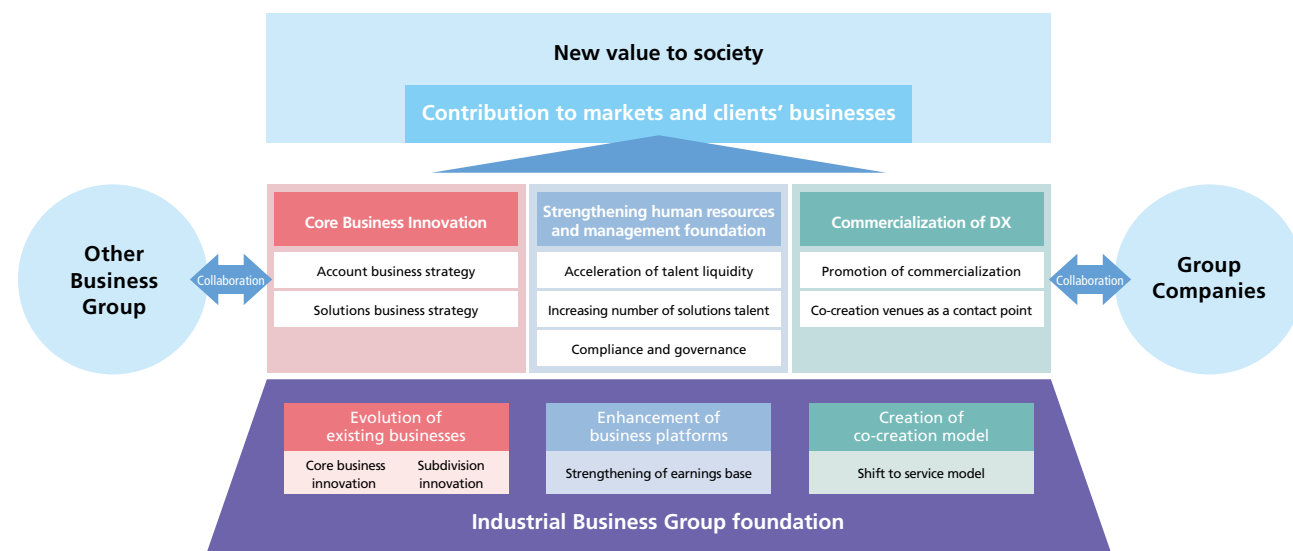 New value to society
Contribution to markets and clients’ businesses
Other
Business
Group
Collaboration
Core Business Innovation
Account business strategy
Solutions business strategy
Strengthening human resources
and management foundation
Acceleration of talent liquidity
Increasing number of solutions talent
Compliance and governance
Commercialization of DX
Promotion of commercialization
Co-creation venues as a contact point
Collaboration
Group
Companies
Evolution of
existing businesses
Core business
innovation
Subdivision
innovation
Enhancement of
business platforms
Strengthening of earnings base
Creation of
co-creation model
Shift to service model
Industrial Business Group foundation